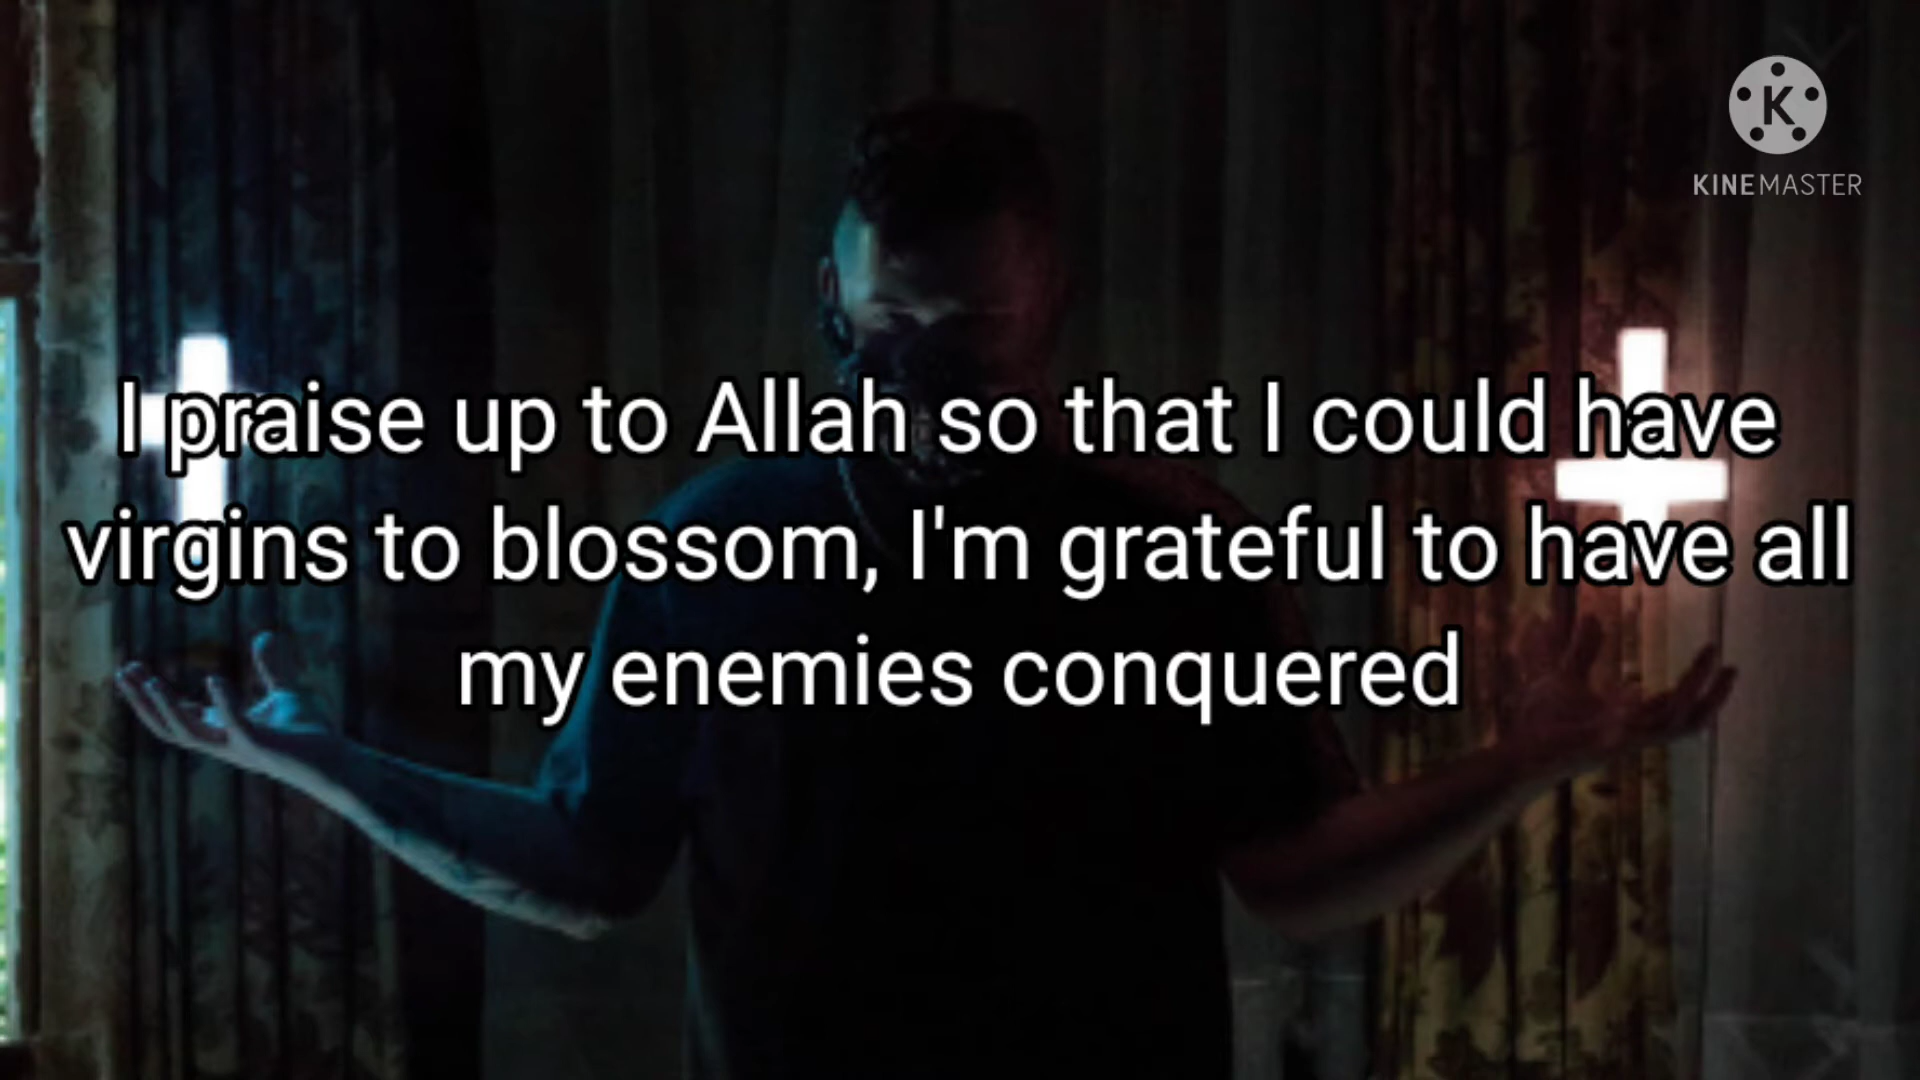 K
KINEMASTER
I praise up to Allah so that I could have
virgins to blossom, I'm grateful to have all
my enemies conquered